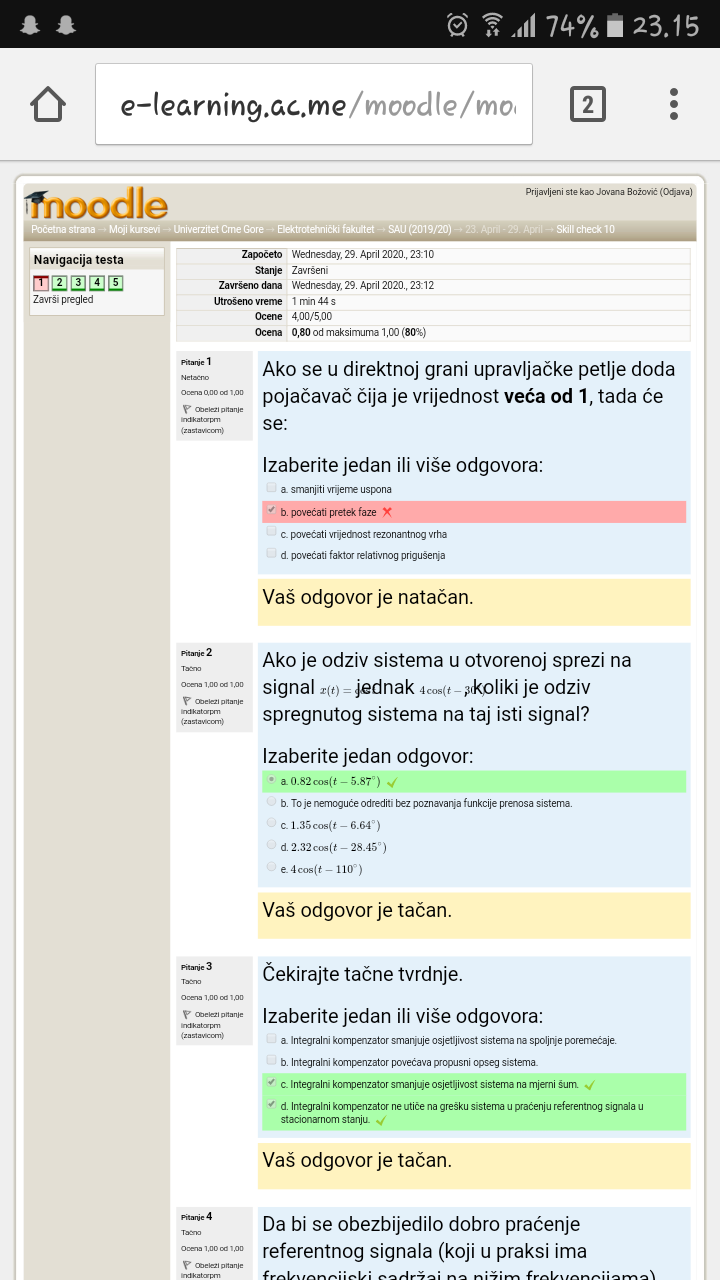 74% 23.15
e-learning.ac.me/moodle/mo
2
moodle
Prijavljeni ste kao Jovana Božović (Odjava)
Početna strana → Moji kursevi → Univerzitet Crne Gore → Elektrotehnički fakultet → SAU (2019/20) → 23. April - 29. April → Skill check 10
Navigacija testa
1 2 3 4 5
Završi pregled
Započeto Wednesday, 29. April 2020., 23:10
Stanje Završeni
Završeno dana Wednesday, 29. April 2020., 23:12
Utrošeno vreme 1 min 44 s
Ocene 4,00/5,00
Ocena 0,80 od maksimuma 1,00 (80%)
Pitanje 1
Netačno
Ocena 0,00 od 1,00
Obeleži pitanje
indikatorpm
(zastavicom)
Ako se u direktnoj grani upravljačke petlje doda
pojačavač čija je vrijednost veća od 1, tada će
se:
Izaberite jedan ili više odgovora:
a. smanjiti vrijeme uspona
b. povećati pretek faze
c. povećati vrijednost rezonantnog vrha
d. povećati faktor relativnog prigušenja
Vaš odgovor je natačan.
Pitanje 2
Tačno
Ocena 1,00 od 1,00
Obeleži pitanje
indikatorpm
(zastavicom)
Ako je odziv sistema u otvorenoj sprezi na
signal x(t) = cos t jednak 4 cos(t − 30°), koliki je odziv
spregnutog sistema na taj isti signal?
Izaberite jedan odgovor:
a. 0.82 cos(t − 5.87°)
b. To je nemoguće odrediti bez poznavanja funkcije prenosa sistema.
c. 1.35 cos(t − 6.64°)
d. 2.32 cos(t − 28.45°)
e. 4 cos(t − 110°)
Vaš odgovor je tačan.
Pitanje 3
Tačno
Ocena 1,00 od 1,00
Obeleži pitanje
indikatorpm
(zastavicom)
Čekirajte tačne tvrdnje.
Izaberite jedan ili više odgovora:
a. Integralni kompenzator smanjuje osjetljivost sistema na spoljnje poremećaje.
b. Integralni kompenzator povećava propusni opseg sistema.
c. Integralni kompenzator smanjuje osjetljivost sistema na mjerni šum.
d. Integralni kompenzator ne utiče na grešku sistema u praćenju referentnog signala u
stacionarnom stanju.
Vaš odgovor je tačan.
Pitanje 4
Tačno
Ocena 1,00 od 1,00
Obeleži pitanje
indikatorpm
(zastavicom)
Da bi se obezbijedilo dobro praćenje
referentnog signala (koji u praksi ima
frekvencijski sadržaj na nižim frekvencijama)